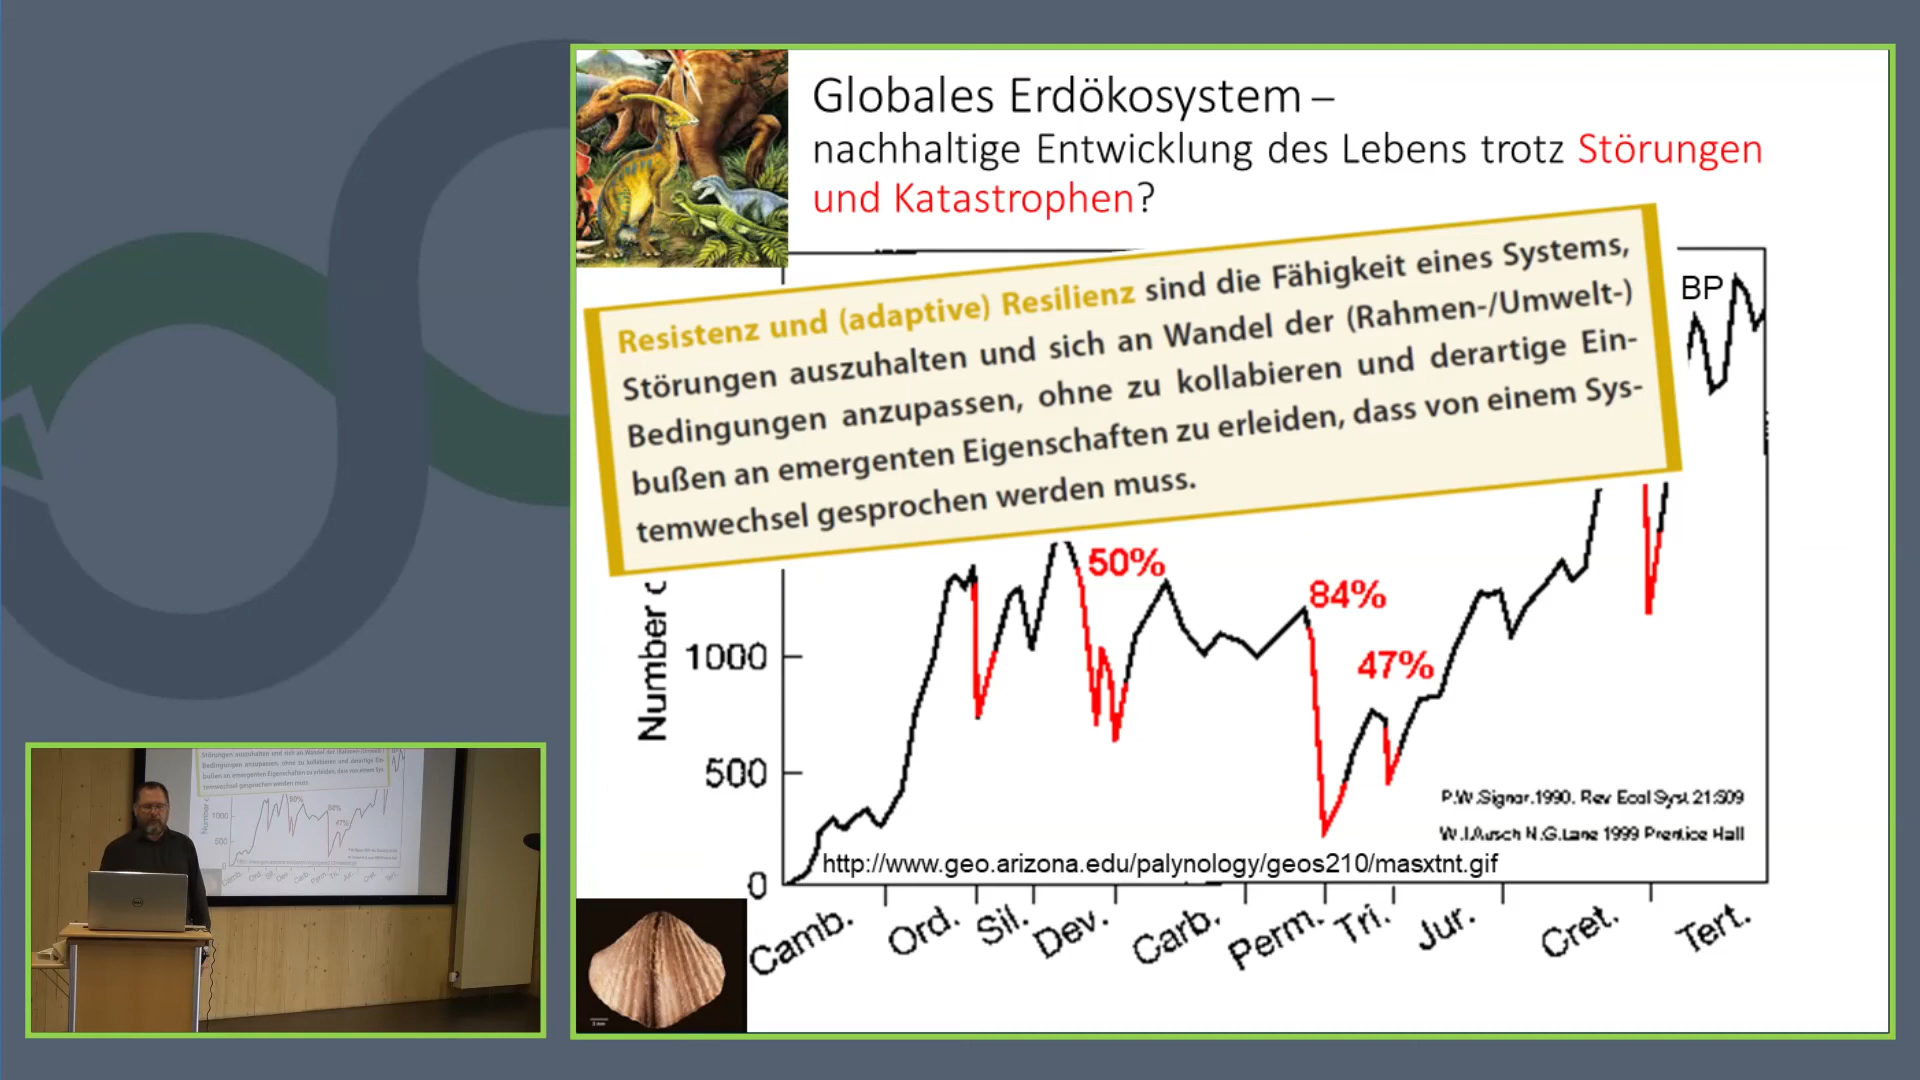 Globales Erdökosystem –
nachhaltige Entwicklung des Lebens trotz Störungen
und Katastrophen?
Resistenz und (adaptive) Resilienz sind die Fähigkeit eines Systems,
Störungen auszuhalten und sich an Wandel der (Rahmen-/Umwelt-)
Bedingungen anzupassen, ohne zu kollabieren und derartige Ein-
bußen an emergenten Eigenschaften zu erleiden, dass von einem Sys-
temwechsel gesprochen werden muss.
BP
50%
84%
47%
Number
1000
500
0
P.W.Signor.1990. Rev Ecol Syst 21:509
N.G.Lane 1999 Prentice Hall
http://www.geo.arizona.edu/palynology/geos210/masxtnt.gif
Camb. Ord. Sil. Dev. Carb. Perm. Tri. Jur. Cret. Tert.